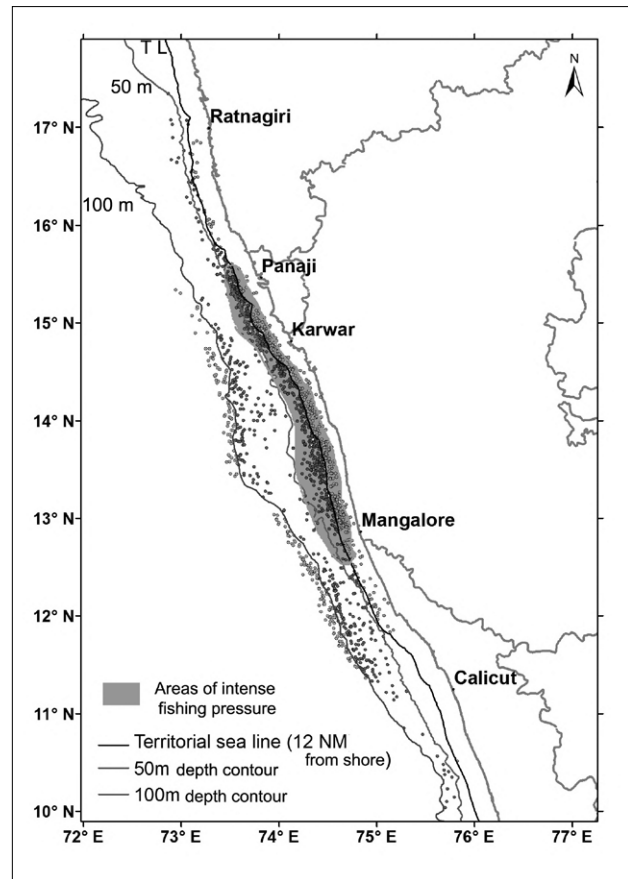 N
T L
50 m
17° N
Ratnagiri
100 m
16° N
Panaji
15° N
Karwar
14° N
13° N
Mangalore
12° N
Calicut
Areas of intense
fishing pressure
11° N
Territorial sea line (12 NM
from shore)
50m depth contour
100m depth contour
10° N
72° E 73° E 74° E 75° E 76° E 77° E